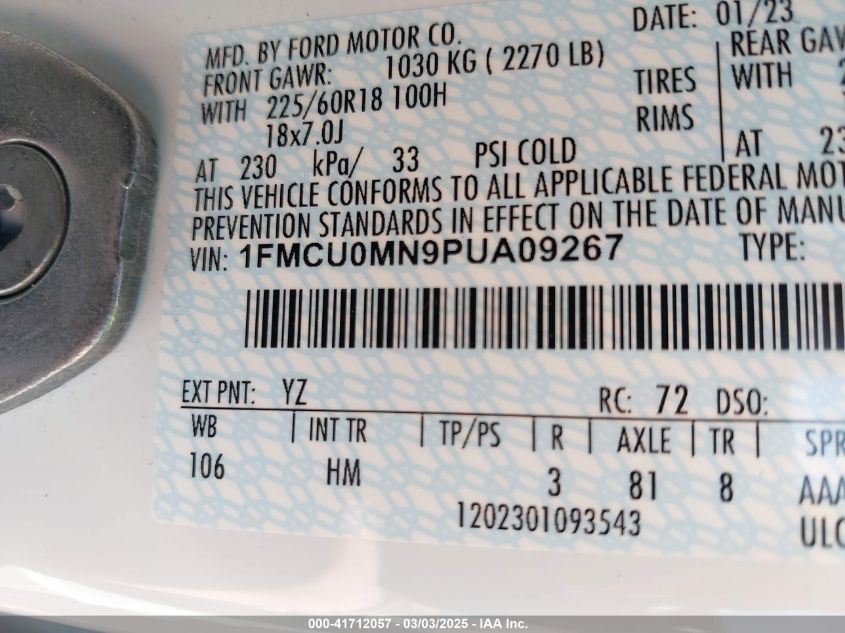 DATE: 01/23
MFD. BY FORD MOTOR CO.
FRONT GAWR: 1030 KG ( 2270 LB)
REAR
WITH 225/60R18 100H TIRES WITH
18x7.0J RIMS
AT 230 kPa/ 33 PSI COLD AT
THIS VEHICLE CONFORMS TO ALL APPLICABLE FEDERAL
PREVENTION STANDARDS IN EFFECT ON THE DATE OF
VIN: 1FMCU0MN9PUA09267 TYPE:
EXT PNT: YZ RC: 72 DSO:
WB INT TR TP/PS R AXLE TR
106 HM 3 81 8
1202301093543
000-41712057 - 03/03/2025 - IAA Inc.